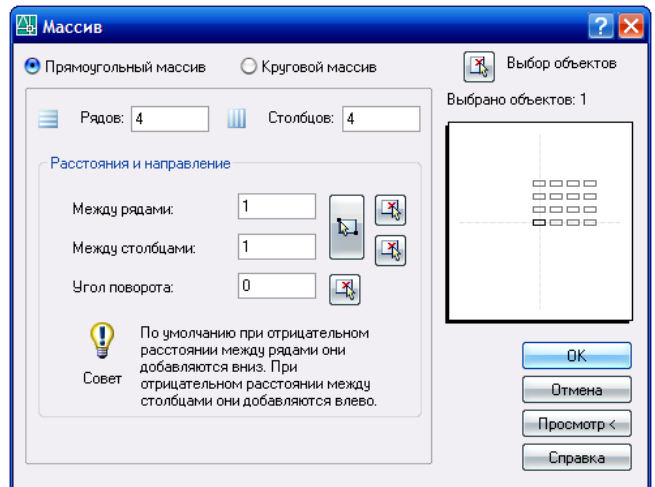 Массив
Прямоугольный массив Круговой массив Выбор объектов
Выбрано объектов: 1
Рядов: 4 Столбцов: 4
Расстояния и направление
Между рядами: 1
Между столбцами: 1
Угол поворота: 0
По умолчанию при отрицательном
расстоянии между рядами они
добавляются вниз. При
отрицательном расстоянии между
столбцами они добавляются влево.
Совет
OK
Отмена
Просмотр <
Справка